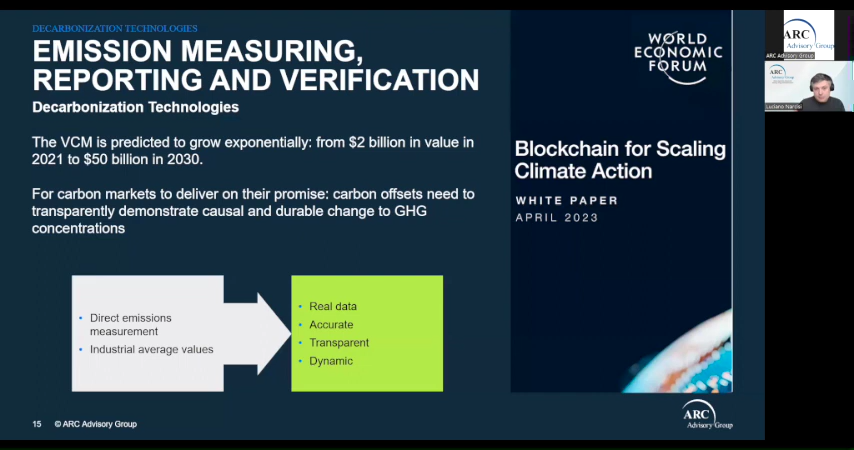 DECARBONIZATION TECHNOLOGIES
EMISSION MEASURING,
REPORTING AND VERIFICATION
Decarbonization Technologies
The VCM is predicted to grow exponentially: from $2 billion in value in
2021 to $50 billion in 2030.
For carbon markets to deliver on their promise: carbon offsets need to
transparently demonstrate causal and durable change to GHG
concentrations
• Direct emissions
measurement
• Industrial average values
• Real data
• Accurate
• Transparent
• Dynamic
15 © ARC Advisory Group
WORLD
ECONOMIC
FORUM
Blockchain for Scaling
Climate Action
WHITE PAPER
APRIL 2023
ARC
Advisory Group
ARC
Advisory Group
ARC Advisory Group
ARC
Luciano Narcisi